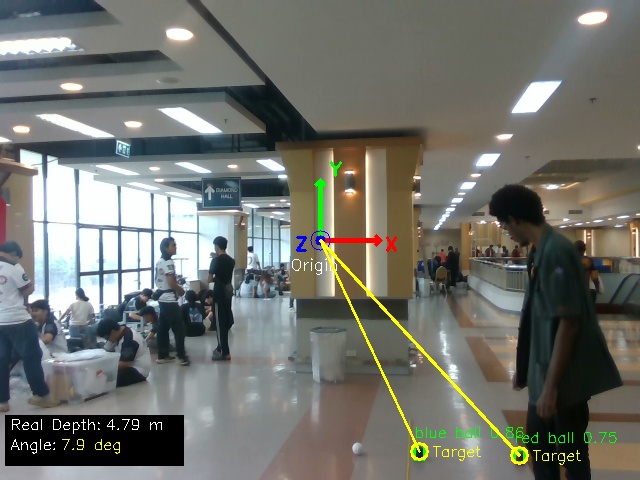 DIAMOND
HALL
Y
Z
X
Origin
blue ball 0.86
red ball 0.75
Target
Target
Real Depth: 4.79 m
Angle: 7.9 deg